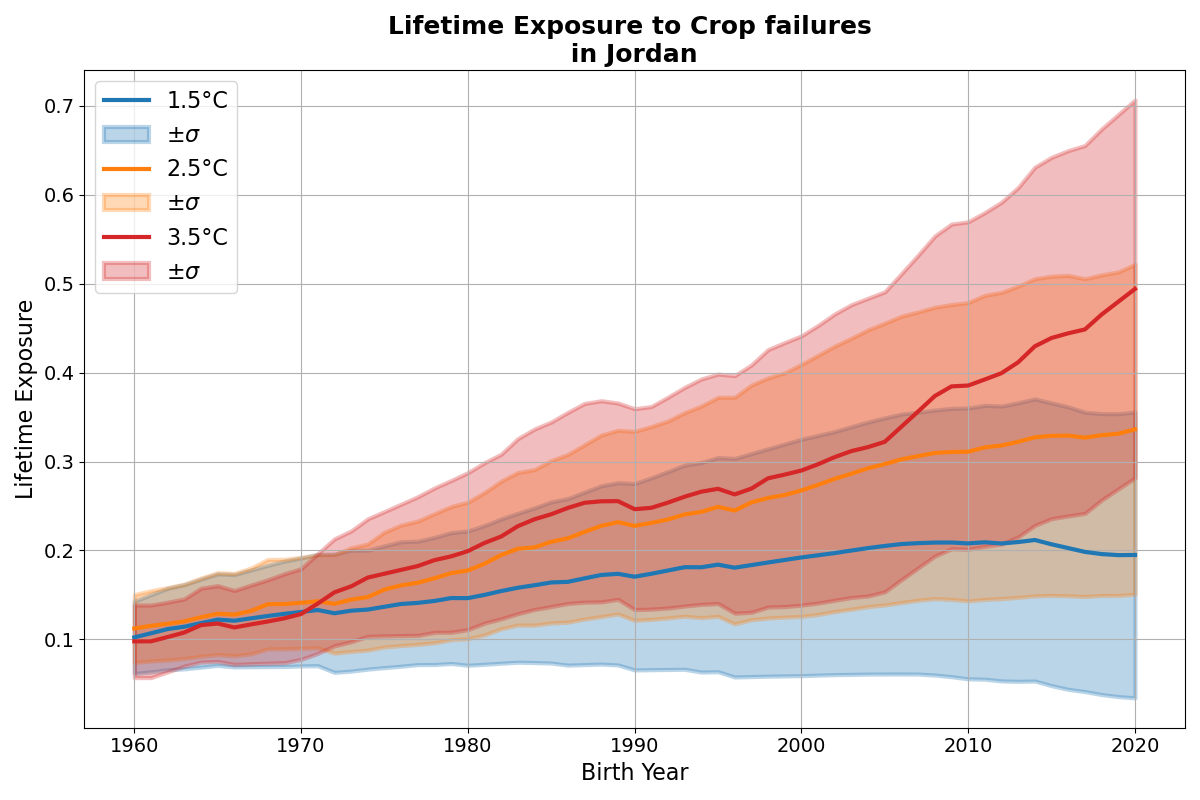 Lifetime Exposure to Crop failures
in Jordan
1.5°C
±σ
2.5°C
±σ
3.5°C
±σ
Lifetime Exposure
0.7
0.6
0.5
0.4
0.3
0.2
0.1
1960 1970 1980 1990 2000 2010 2020
Birth Year